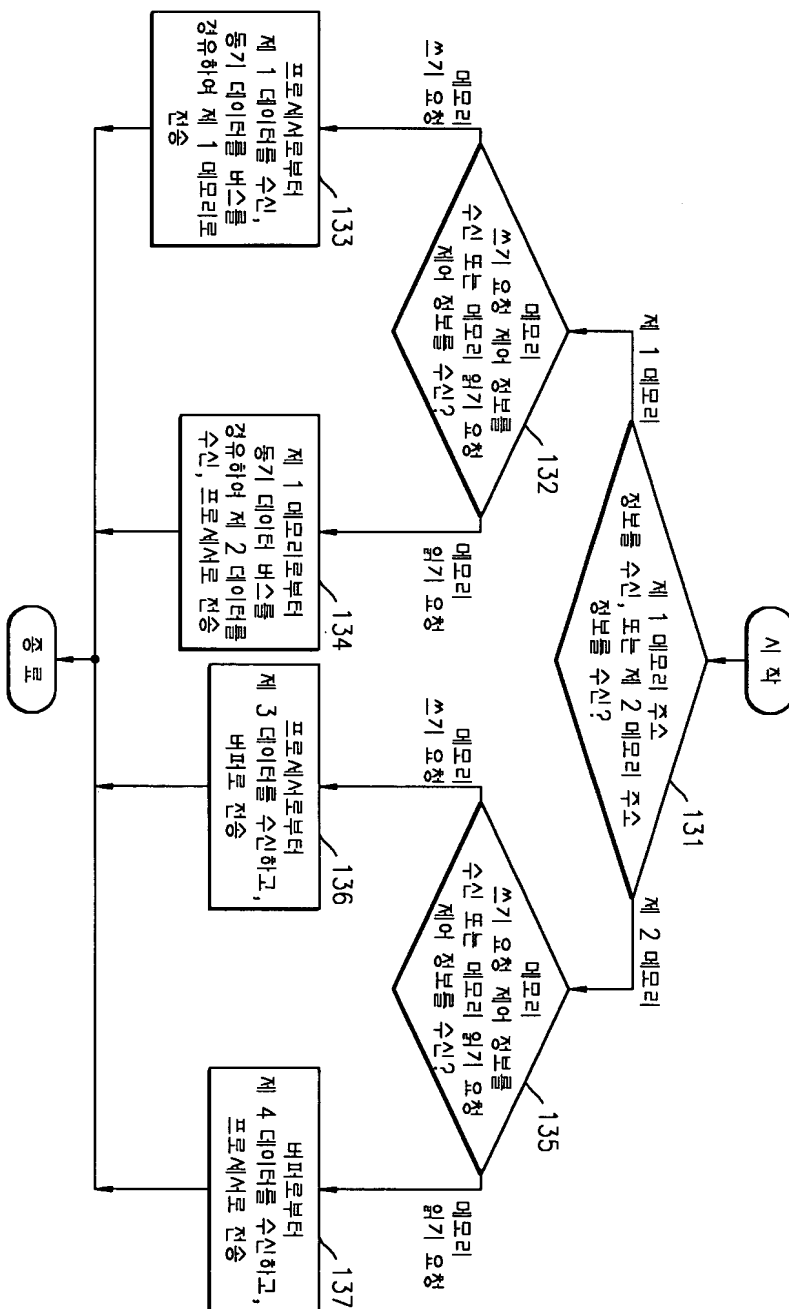 시 작
제 1 메모리 주소
정보를 수신, 또는 제 2 메모리 주소
정보를 수신?
131
제 1 메모리
제 2 메모리
메모리
쓰기 요청 제어 정보를
수신 또는 메모리 읽기 요청
제어 정보를 수신?
132
메모리
쓰기 요청
메모리
읽기 요청
메모리
쓰기 요청 제어 정보를
수신 또는 메모리 읽기 요청
제어 정보를 수신?
135
메모리
쓰기 요청
메모리
읽기 요청
프로세서로부터
제 1 데이터를 수신,
동기 데이터를 버스를
경유하여 제 1 메모리로
전송
133
제 1 메모리로부터
동기 데이터 버스를
경유하여 제 2 데이터를
수신, 프로세서로 전송
134
프로세서로부터
제 3 데이터를 수신하고,
버퍼로 전송
136
버퍼로부터
제 4 데이터를 수신하고,
프로세서로 전송
137
종 료